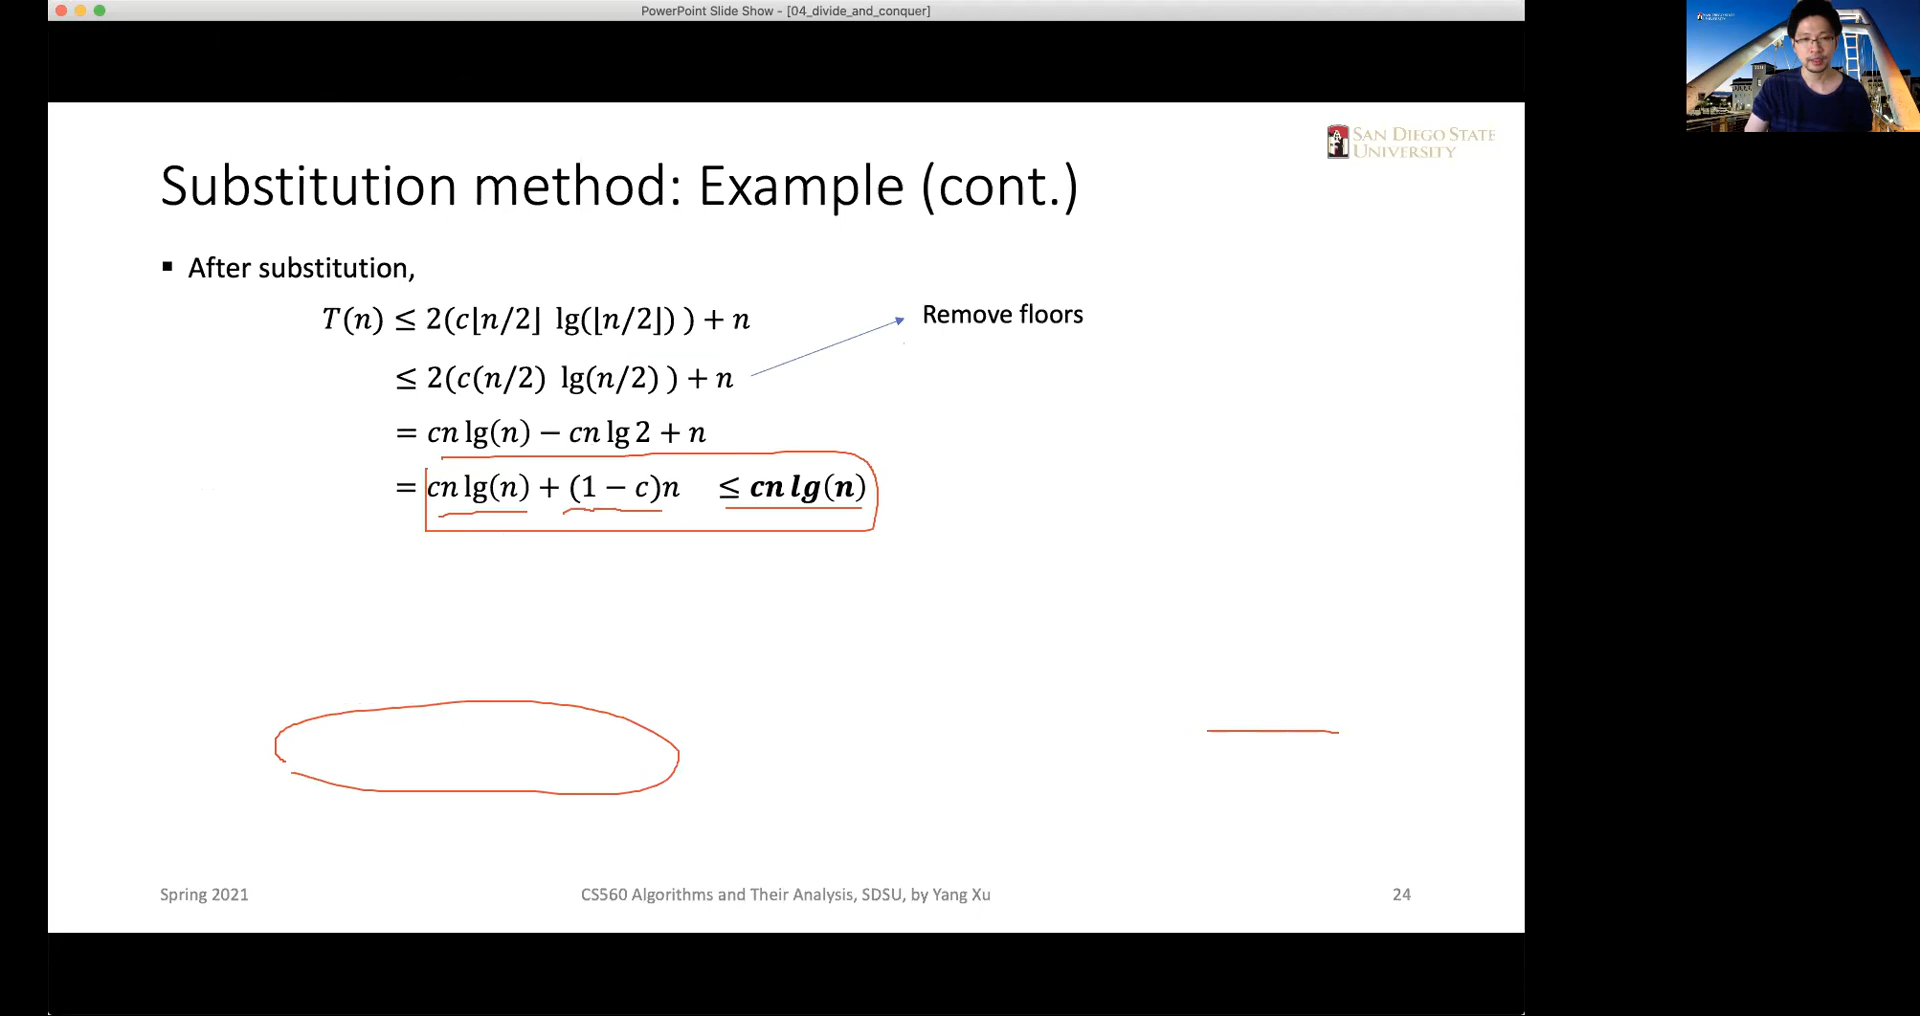 PowerPoint Slide Show - [04_divide_and_conquer]
SAN DIEGO STATE
UNIVERSITY
Substitution method: Example (cont.)
▪ After substitution,
T(n) ≤ 2(c⌊n/2⌋ lg(⌊n/2⌋) ) + n
Remove floors
≤ 2(c(n/2) lg(n/2) ) + n
= cn lg(n) − cn lg 2 + n
= cn lg(n) + (1 − c)n ≤ cn lg(n)
Spring 2021
CS560 Algorithms and Their Analysis, SDSU, by Yang Xu
24